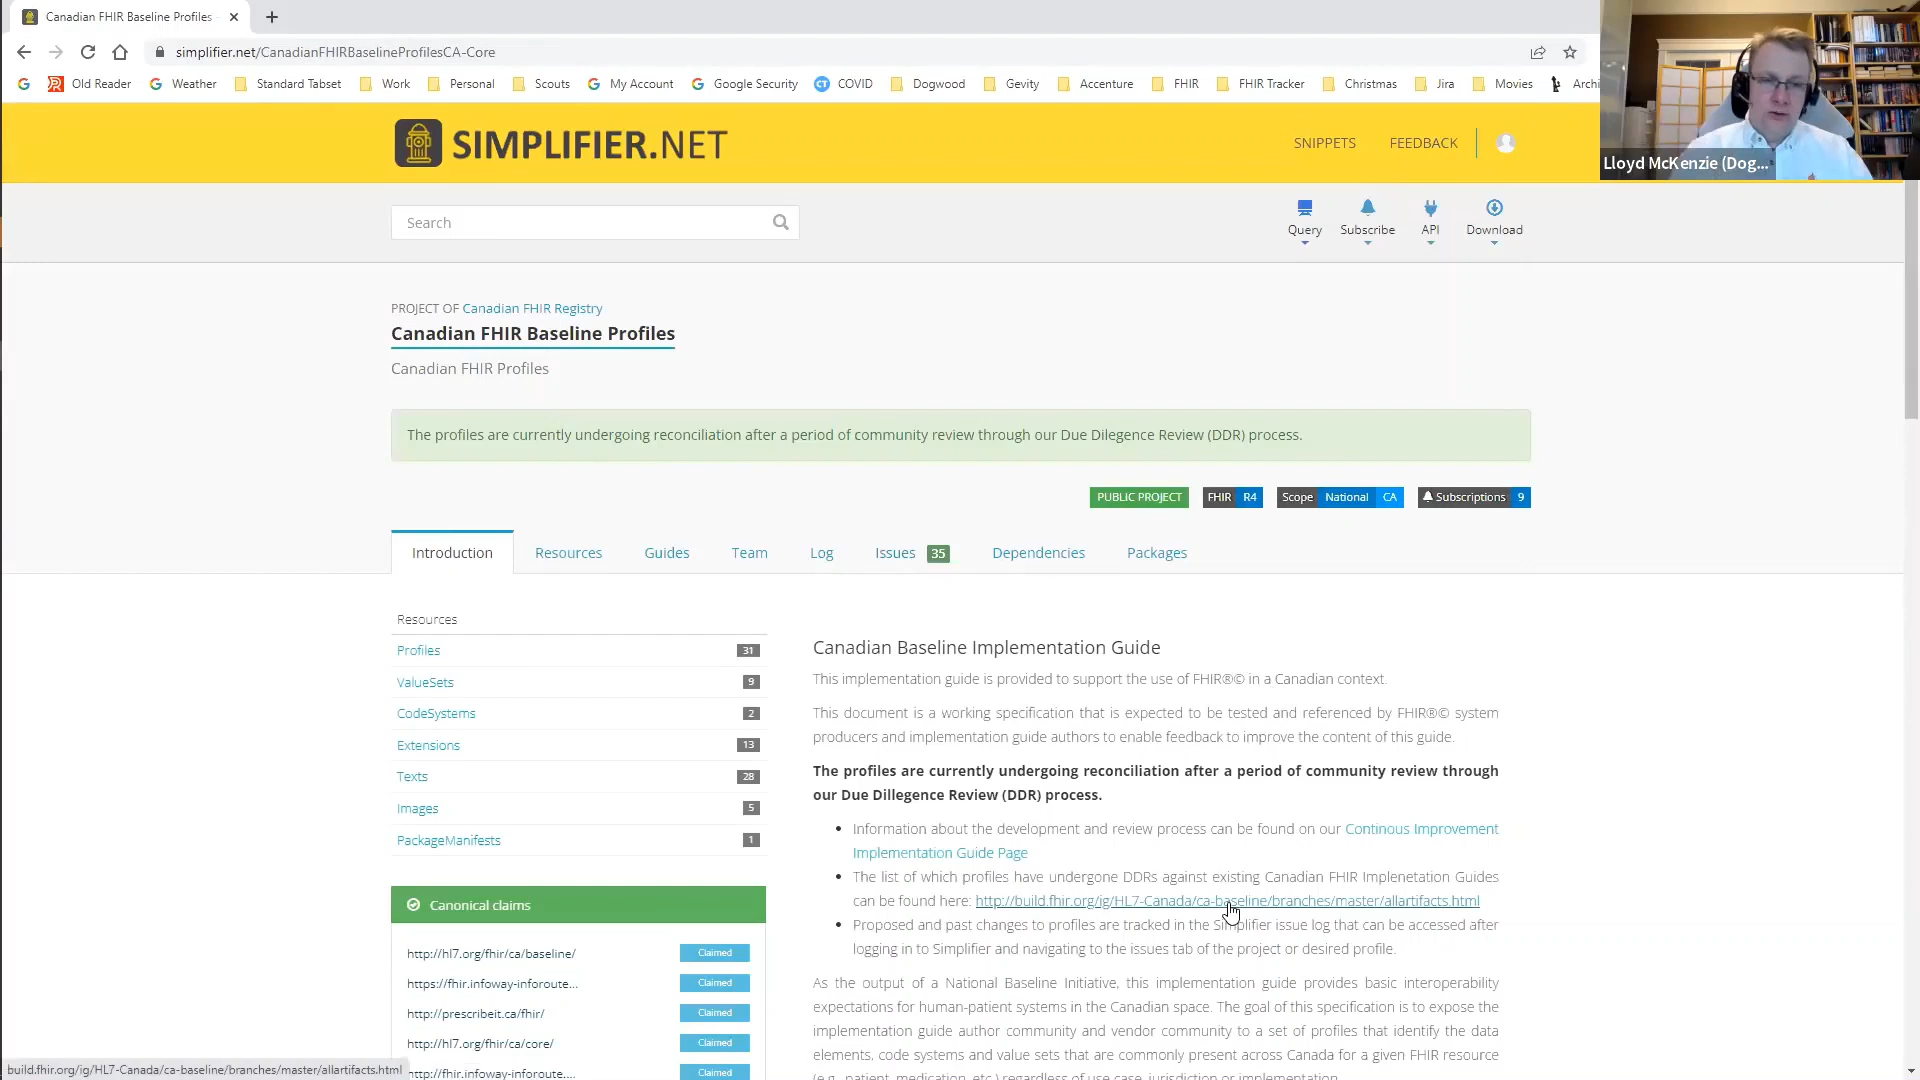 Canadian FHIR Baseline Profiles
simplifier.net/CanadianFHIRBaselineProfilesCA-Core
Old Reader Weather Standard Tabset Work Personal Scouts My Account Google Security COVID Dogwood Gevity Accenture FHIR FHIR Tracker Christmas Jira Movies Archi
Lloyd McKenzie (Dog...
SIMPLIFIER.NET
SNIPPETS FEEDBACK
Search
Query Subscribe API Download
PROJECT OF Canadian FHIR Registry
Canadian FHIR Baseline Profiles
Canadian FHIR Profiles
The profiles are currently undergoing reconciliation after a period of community review through our Due Dilegence Review (DDR) process.
PUBLIC PROJECT FHIR R4 Scope National CA Subscriptions 9
Introduction Resources Guides Team Log Issues 35 Dependencies Packages
Resources
Profiles 31
ValueSets 9
CodeSystems 2
Extensions 13
Texts 28
Images 5
PackageManifests 1
Canonical claims
http://hl7.org/fhir/ca/baseline/ Claimed
https://fhir.infoway-inforoute... Claimed
http://prescribeit.ca/fhir/ Claimed
http://hl7.org/fhir/ca/core/ Claimed
http://fhir.infoway-inforoute.... Claimed
Canadian Baseline Implementation Guide
This implementation guide is provided to support the use of FHIR®© in a Canadian context.
This document is a working specification that is expected to be tested and referenced by FHIR®© system
producers and implementation guide authors to enable feedback to improve the content of this guide.
The profiles are currently undergoing reconciliation after a period of community review through
our Due Dillegence Review (DDR) process.
Information about the development and review process can be found on our Continous Improvement
Implementation Guide Page
The list of which profiles have undergone DDRs against existing Canadian FHIR Implenetation Guides
can be found here: http://build.fhir.org/ig/HL7-Canada/ca-baseline/branches/master/allartifacts.html
Proposed and past changes to profiles are tracked in the Simplifier issue log that can be accessed after
logging in to Simplifier and navigating to the issues tab of the project or desired profile.
As the output of a National Baseline Initiative, this implementation guide provides basic interoperability
expectations for human-patient systems in the Canadian space. The goal of this specification is to expose the
implementation guide author community and vendor community to a set of profiles that identify the data
elements, code systems and value sets that are commonly present across Canada for a given FHIR resource
(e.g., patient, medication, etc.) regardless of use case, jurisdiction or implementation.
build.fhir.org/ig/HL7-Canada/ca-baseline/branches/master/allartifacts.html